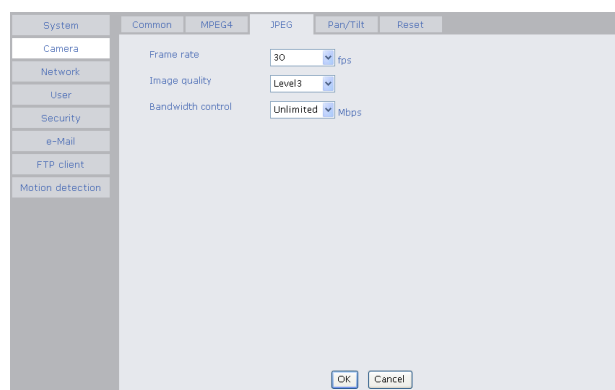 System
Camera
Network
User
Security
e-Mail
FTP client
Motion detection
Common MPEG4 JPEG Pan/Tilt Reset
Frame rate 30 fps
Image quality Level3
Bandwidth control Unlimited Mbps
OK Cancel